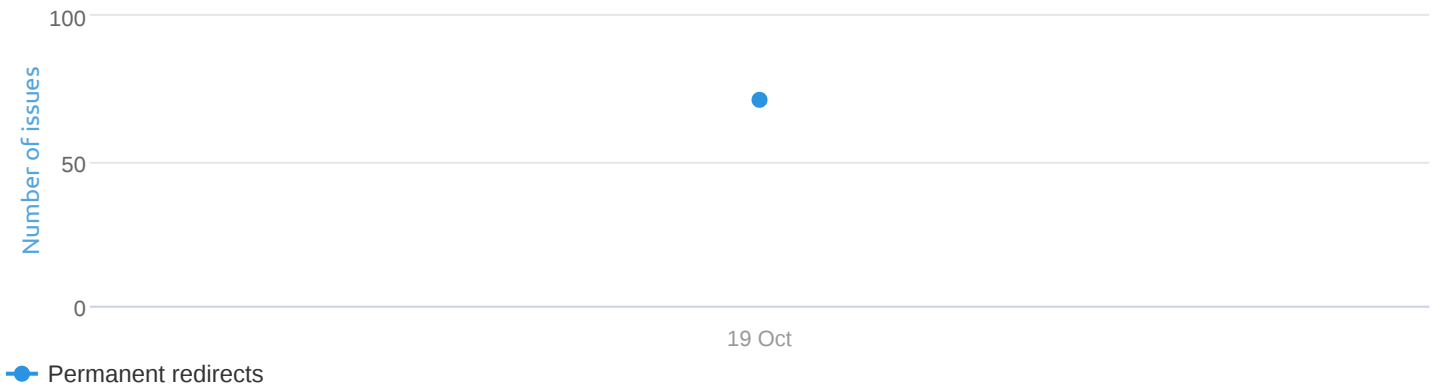 100
Number of issues
50
0
19 Oct
Permanent redirects